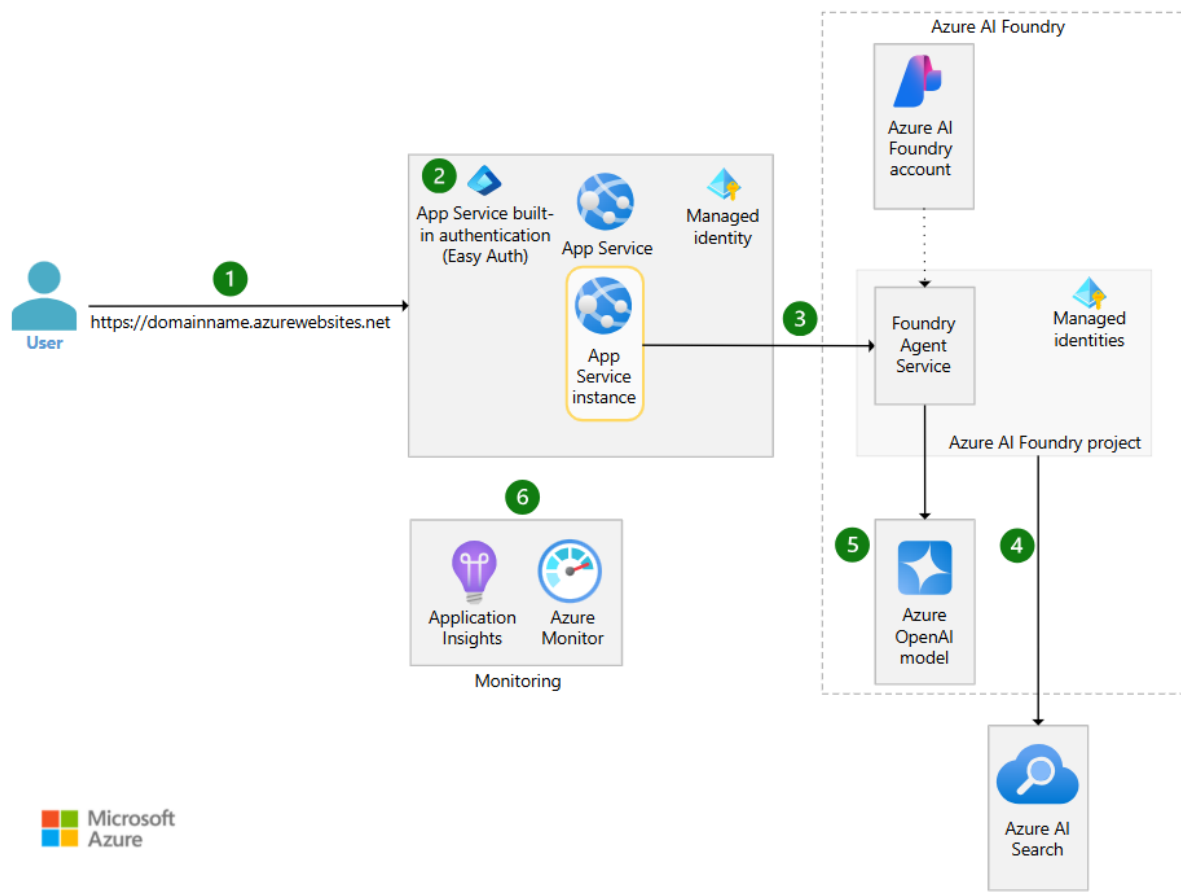 Azure AI Foundry
Azure AI
Foundry
account
2
App Service built-
in authentication
(Easy Auth)
App Service
Managed
identity
1
https://domainname.azurewebsites.net
User
App
Service
instance
3
Foundry
Agent
Service
Managed
identities
Azure AI Foundry project
6
Application
Insights
Azure
Monitor
Monitoring
5
Azure
OpenAI
model
4
Azure AI
Search
Microsoft
Azure